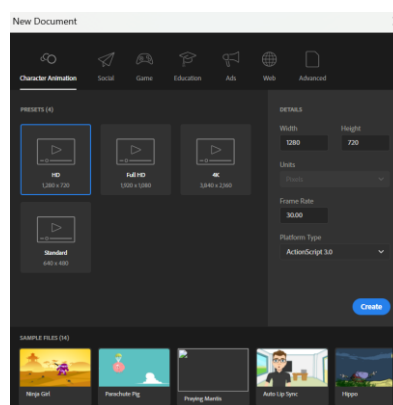 New Document
Character Animation
Social
Game
Education
Ads
Web
Advanced
PRESETS (4)
HD
1,280 x 720
Full HD
1,920 x 1,080
4K
3,840 x 2,160
Standard
640 x 480
DETAILS
Width
Height
1280
720
Units
Pixels
Frame Rate
30.00
Platform Type
ActionScript 3.0
Create
SAMPLE FILES (14)
Ninja Girl
Parachute Pig
Praying Mantis
Auto Lip Sync
Hippo